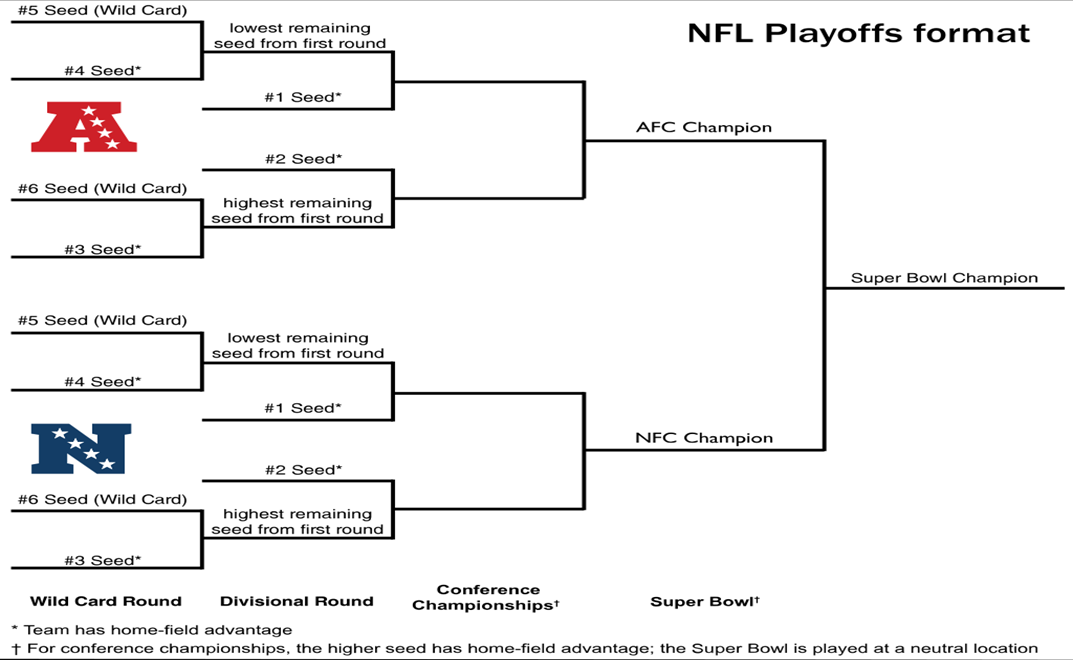 NFL Playoffs format
#5 Seed (Wild Card)
lowest remaining
seed from first round
#4 Seed*
#1 Seed*
A
AFC Champion
#2 Seed*
#6 Seed (Wild Card)
highest remaining
seed from first round
#3 Seed*
Super Bowl Champion
#5 Seed (Wild Card)
lowest remaining
seed from first round
#4 Seed*
#1 Seed*
N
NFC Champion
#2 Seed*
#6 Seed (Wild Card)
highest remaining
seed from first round
#3 Seed*
Wild Card Round
Divisional Round
Conference
Championships†
Super Bowl†
* Team has home-field advantage
† For conference championships, the higher seed has home-field advantage; the Super Bowl is played at a neutral location